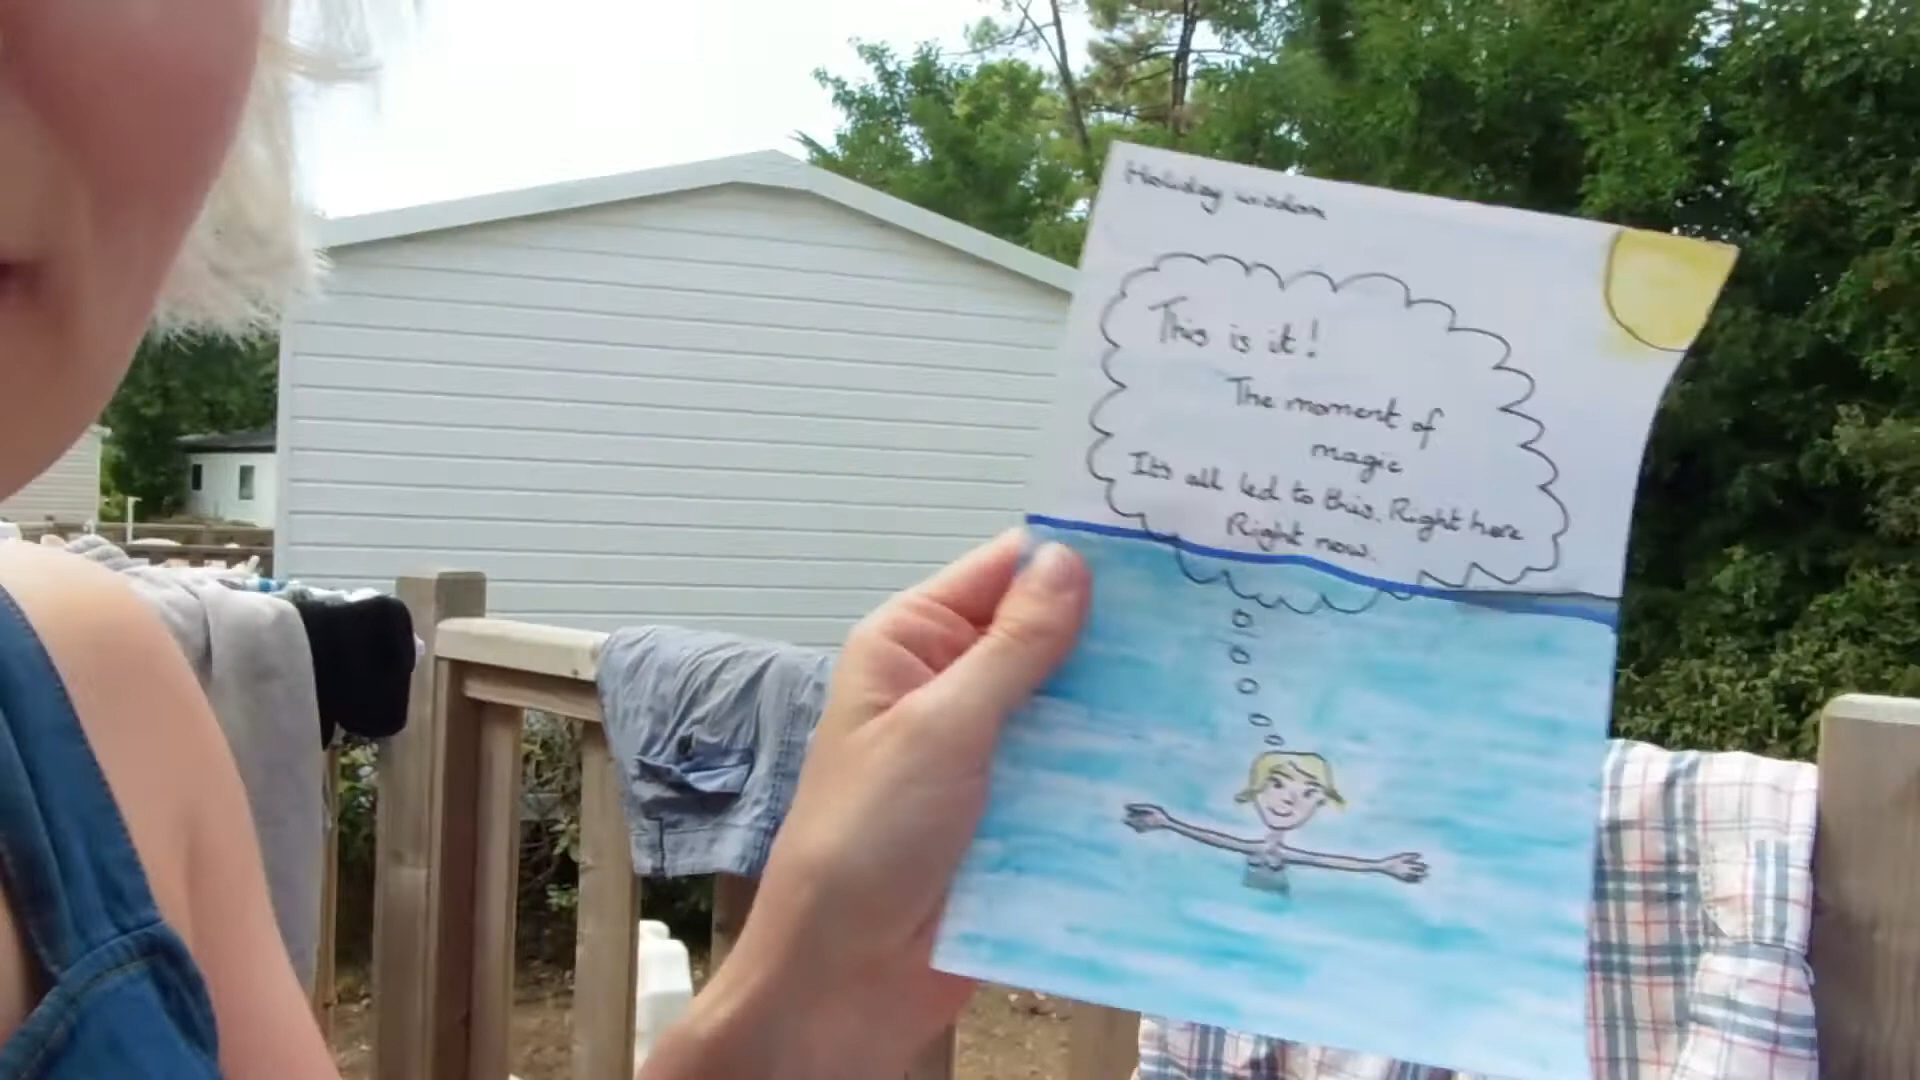 Holiday wisdom
This is it!
The moment of
magic
It's all led to this. Right here
Right now.